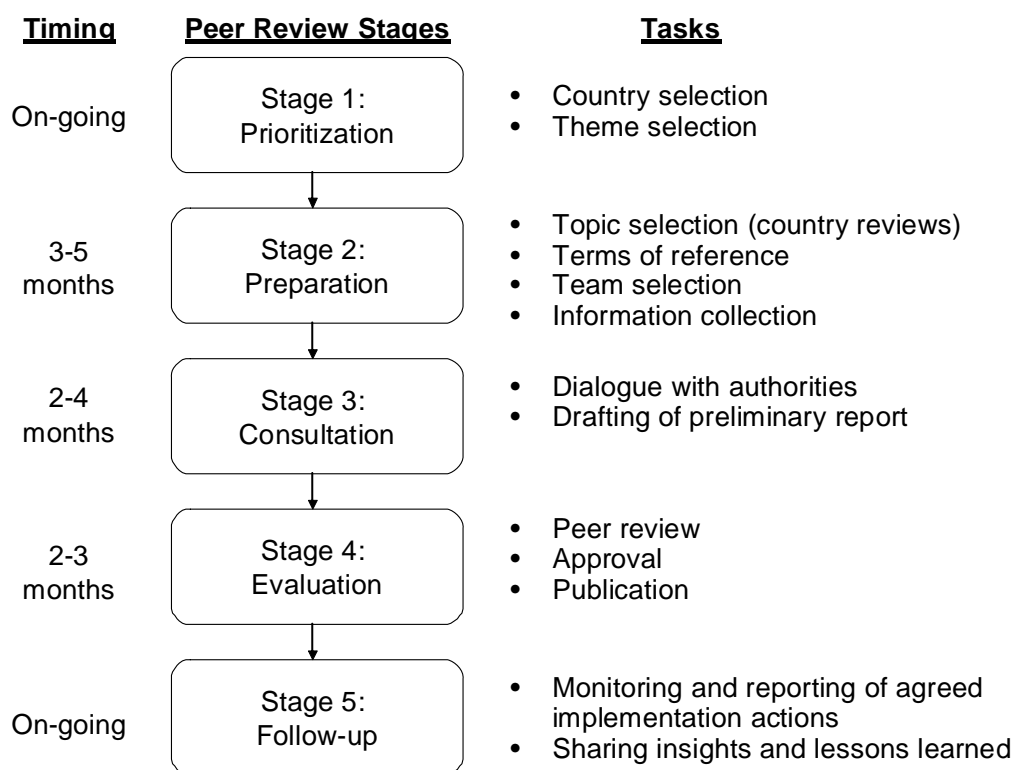 Timing Peer Review Stages Tasks
On-going
Stage 1:
Prioritization
• Country selection
• Theme selection
3-5
months
Stage 2:
Preparation
• Topic selection (country reviews)
• Terms of reference
• Team selection
• Information collection
2-4
months
Stage 3:
Consultation
• Dialogue with authorities
• Drafting of preliminary report
2-3
months
Stage 4:
Evaluation
• Peer review
• Approval
• Publication
On-going
Stage 5:
Follow-up
• Monitoring and reporting of agreed
implementation actions
• Sharing insights and lessons learned